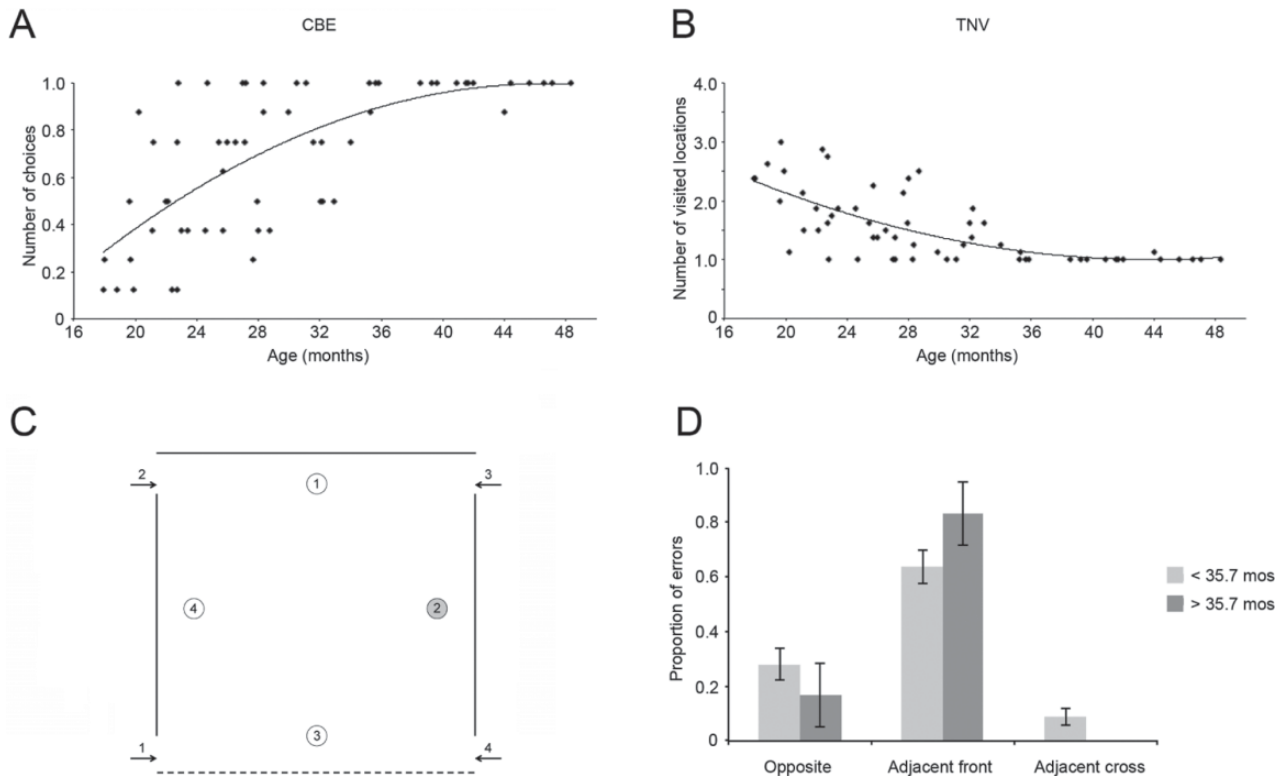 A
CBE
Number of choices
1.0
0.8
0.6
0.4
0.2
0
16 20 24 28 32 36 40 44 48
Age (months)
B
TNV
Number of visited locations
4.0
3.0
2.0
1.0
0.0
16 20 24 28 32 36 40 44 48
Age (months)
C
2 3
1
4 2
3
1 4
D
Proportion of errors
1.0
0.8
0.6
0.4
0.2
0
Opposite Adjacent front Adjacent cross
< 35.7 mos
> 35.7 mos